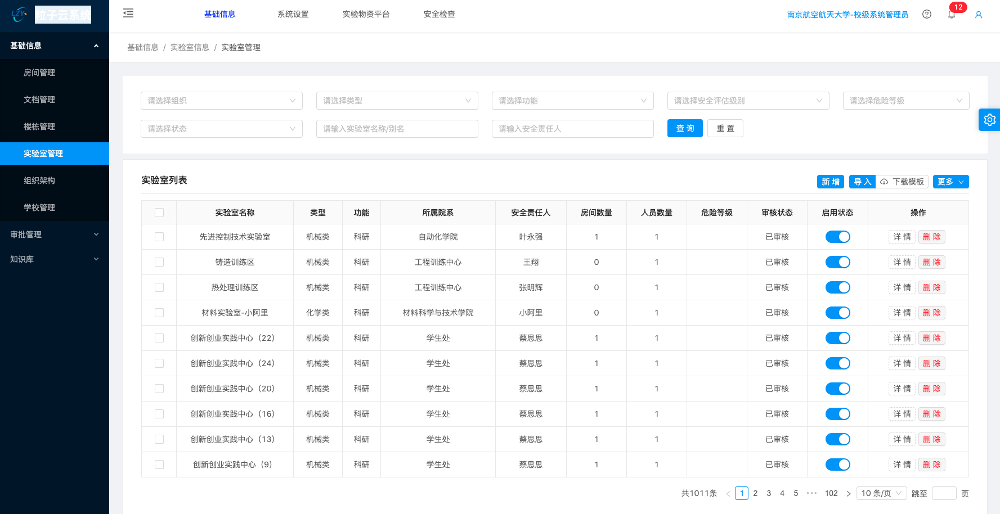 LZY 粒子云系统
基础信息 系统设置 实验物资平台 安全检查
南京航空航天大学-校级系统管理员 12
基础信息
房间管理
文档管理
楼栋管理
实验室管理
组织架构
学校管理
审批管理
知识库
基础信息 / 实验室信息 / 实验室管理
请选择组织 请选择类型 请选择功能 请选择安全评估级别 请选择危险等级
请选择状态 请输入实验室名称/别名 请输入安全责任人 查 询 重 置
实验室列表 新 增 导 入 下载模板 更多
实验室名称 类型 功能 所属院系 安全责任人 房间数量 人员数量 危险等级 审核状态 启用状态 操作
先进控制技术实验室 机械类 科研 自动化学院 叶永强 1 1 已审核 详 情 删 除
铸造训练区 机械类 科研 工程训练中心 王翔 0 1 已审核 详 情 删 除
热处理训练区 机械类 科研 工程训练中心 张明辉 0 1 已审核 详 情 删 除
材料实验室-小阿里 化学类 科研 材料科学与技术学院 小阿里 0 1 已审核 详 情 删 除
创新创业实践中心（22） 机械类 科研 学生处 蔡思思 1 1 已审核 详 情 删 除
创新创业实践中心（24） 机械类 科研 学生处 蔡思思 1 1 已审核 详 情 删 除
创新创业实践中心（20） 机械类 科研 学生处 蔡思思 1 1 已审核 详 情 删 除
创新创业实践中心（16） 机械类 科研 学生处 蔡思思 1 1 已审核 详 情 删 除
创新创业实践中心（13） 机械类 科研 学生处 蔡思思 1 1 已审核 详 情 删 除
创新创业实践中心（9） 机械类 科研 学生处 蔡思思 1 1 已审核 详 情 删 除
共1011条 < 1 2 3 4 5 ••• 102 > 10 条/页 跳至 页